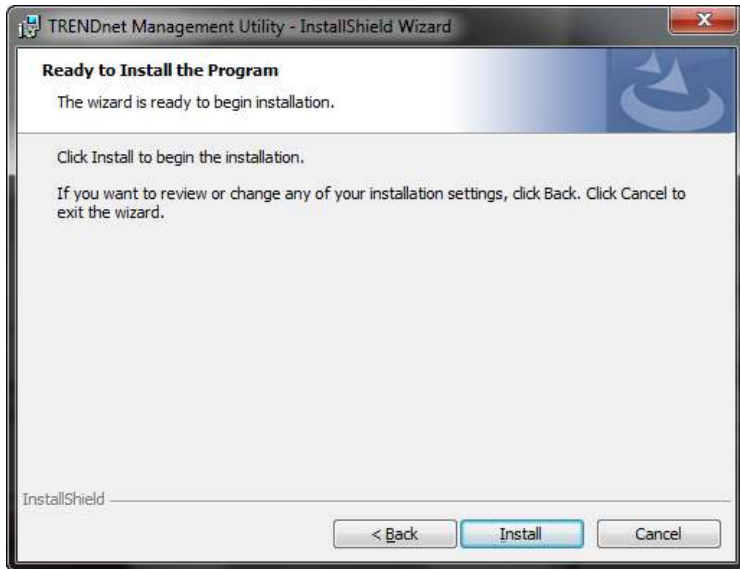 TRENDnet Management Utility - InstallShield Wizard
Ready to Install the Program
The wizard is ready to begin installation.
Click Install to begin the installation.
If you want to review or change any of your installation settings, click Back. Click Cancel to
exit the wizard.
InstallShield
< Back
Install
Cancel